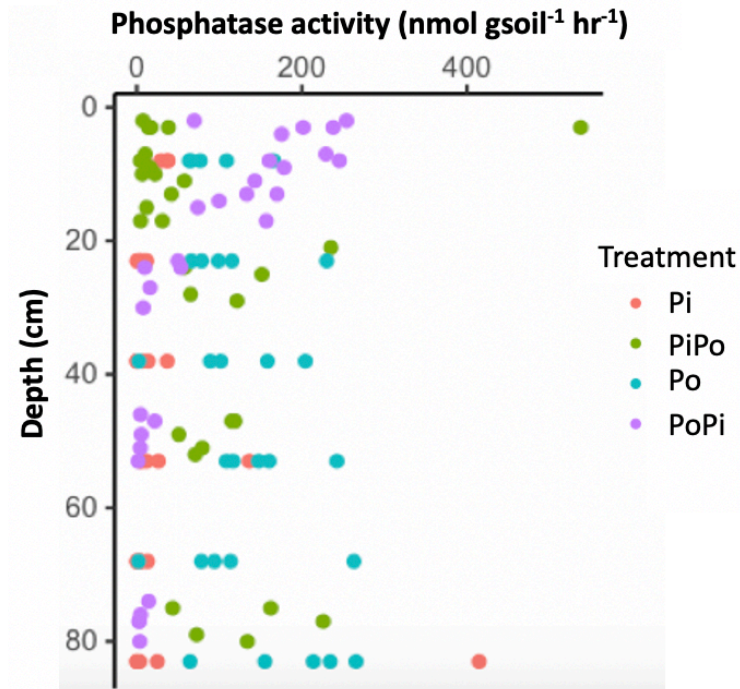 Phosphatase activity (nmol gsoil⁻¹ hr⁻¹)
0 200 400
0
20
40
60
80
Depth (cm)
Treatment
Pi
PiPo
Po
PoPi